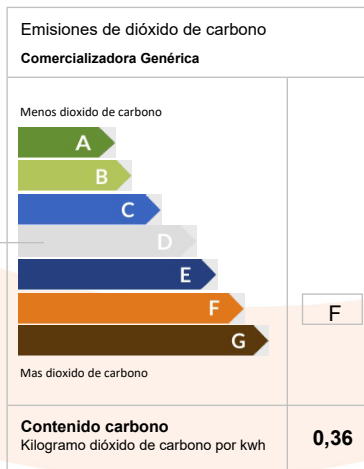 Emisiones de dióxido de carbono
Comercializadora Genérica
Menos dioxido de carbono
A
B
C
D
E
F
F
G
Mas dioxido de carbono
Contenido carbono
Kilogramo dióxido de carbono por kwh
0,36